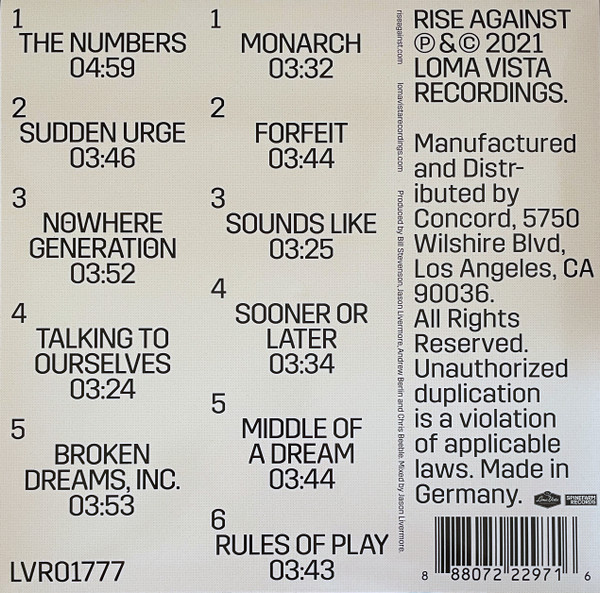 1
THE NUMBERS
04:59
2
SUDDEN URGE
03:46
3
NOWHERE
GENERATION
03:52
4
TALKING TO
OURSELVES
03:24
5
BROKEN
DREAMS, INC.
03:53
LVR01777
1
MONARCH
03:32
2
FORFEIT
03:44
3
SOUNDS LIKE
03:25
4
SOONER OR
LATER
03:34
5
MIDDLE OF
A DREAM
03:44
6
RULES OF PLAY
03:43
riseagainst.com lomavistarecordings.com Produced by Bill Stevenson, Jason Livermore, Andrew Berlin and Chris Beeble. Mixed by Jason Livermore.
RISE AGAINST
℗ & © 2021
LOMA VISTA
RECORDINGS.
Manufactured
and Distr-
ibuted by
Concord, 5750
Wilshire Blvd,
Los Angeles, CA
90036.
All Rights
Reserved.
Unauthorized
duplication
is a violation
of applicable
laws. Made in
Germany.
Loma Vista
SPINEFARM
RECORDS
8 88072 22971 6